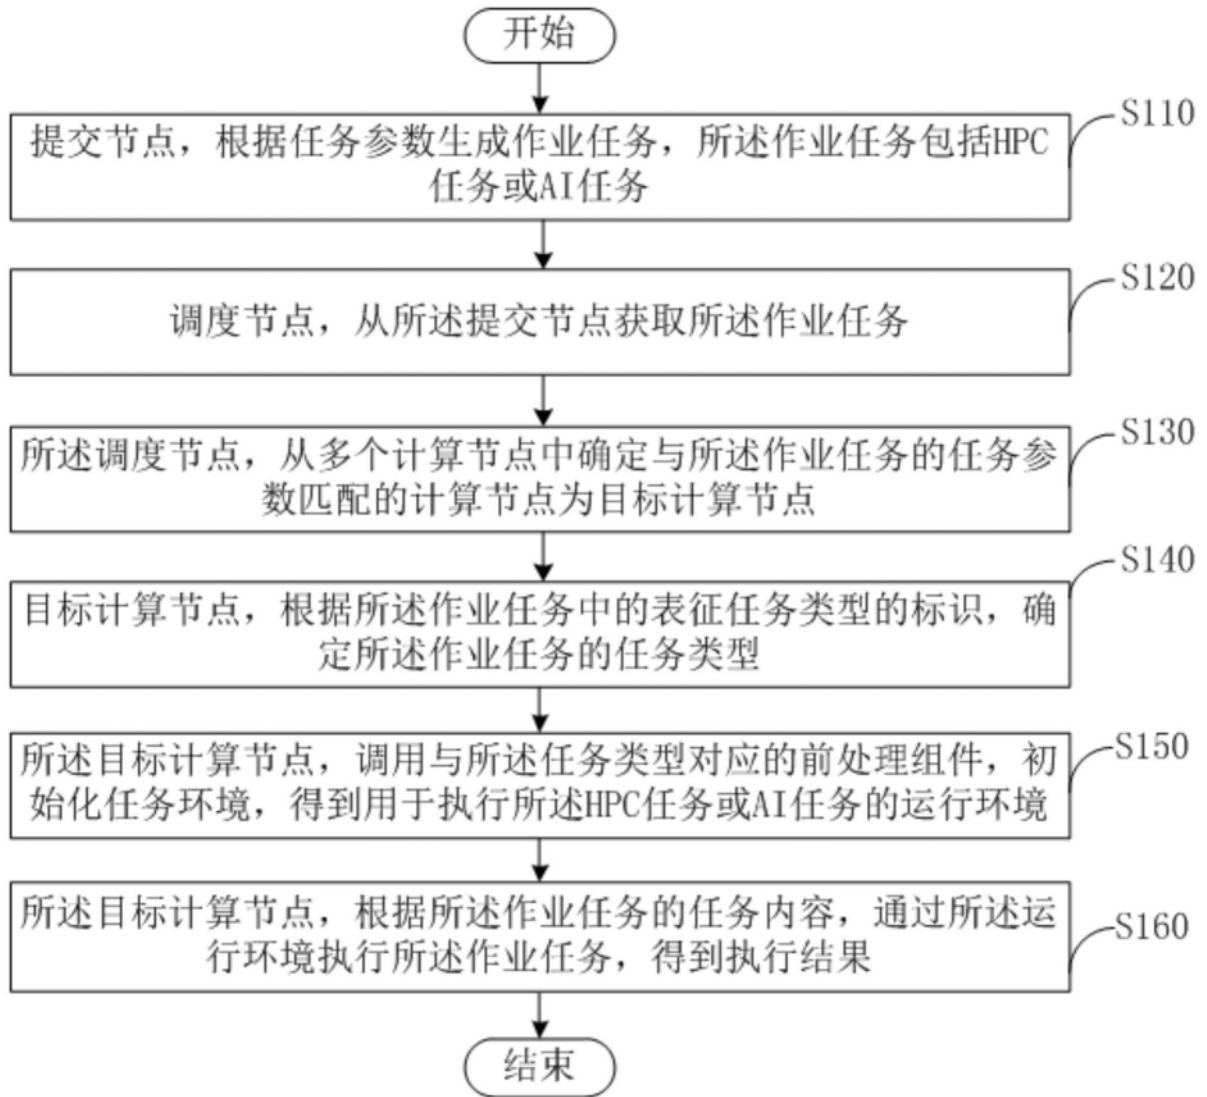 开始
提交节点，根据任务参数生成作业任务，所述作业任务包括HPC
任务或AI任务
S110
调度节点，从所述提交节点获取所述作业任务
S120
所述调度节点，从多个计算节点中确定与所述作业任务的任务参
数匹配的计算节点为目标计算节点
S130
目标计算节点，根据所述作业任务中的表征任务类型的标识，确
定所述作业任务的任务类型
S140
所述目标计算节点，调用与所述任务类型对应的前处理组件，初
始化任务环境，得到用于执行所述HPC任务或AI任务的运行环境
S150
所述目标计算节点，根据所述作业任务的任务内容，通过所述运
行环境执行所述作业任务，得到执行结果
S160
结束